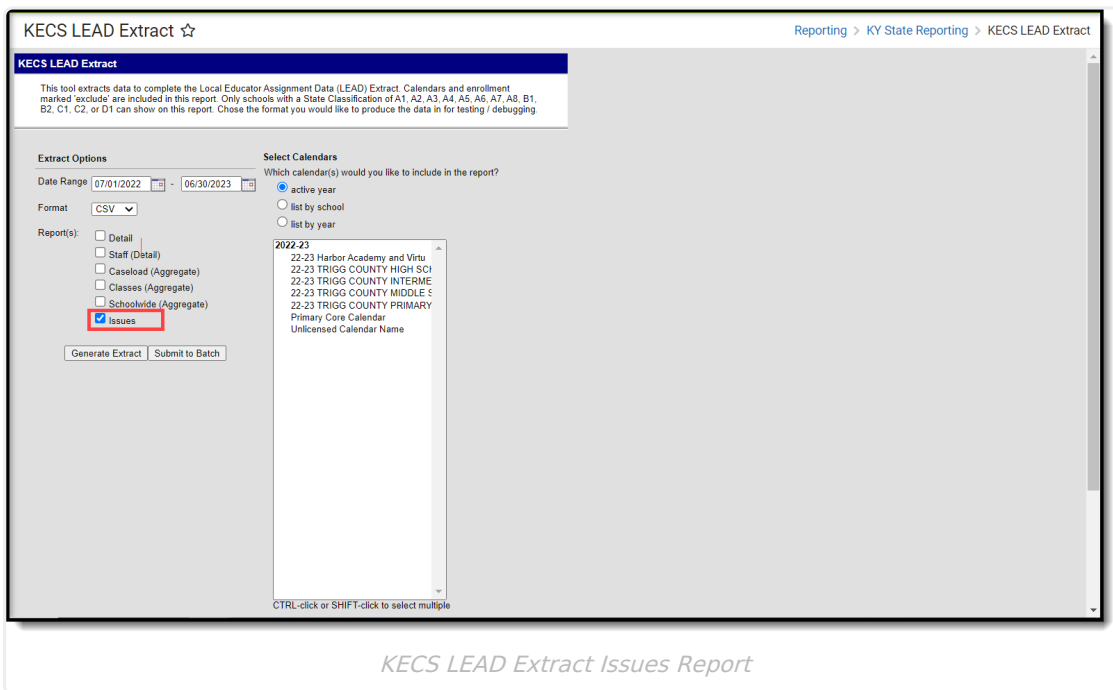 KECS LEAD Extract ☆
Reporting > KY State Reporting > KECS LEAD Extract
KECS LEAD Extract
This tool extracts data to complete the Local Educator Assignment Data (LEAD) Extract. Calendars and enrollment
marked 'exclude' are included in this report. Only schools with a State Classification of A1, A2, A3, A4, A5, A6, A7, A8, B1,
B2, C1, C2, or D1 can show on this report. Chose the format you would like to produce the data in for testing / debugging.
Extract Options
Date Range 07/01/2022 - 06/30/2023
Format CSV
Report(s):
Detail
Staff (Detail)
Caseload (Aggregate)
Classes (Aggregate)
Schoolwide (Aggregate)
Issues
Generate Extract Submit to Batch
Select Calendars
Which calendar(s) would you like to include in the report?
active year
list by school
list by year
2022-23
22-23 Harbor Academy and Virtu
22-23 TRIGG COUNTY HIGH SCH
22-23 TRIGG COUNTY INTERME
22-23 TRIGG COUNTY MIDDLE S
22-23 TRIGG COUNTY PRIMARY
Primary Core Calendar
Unlicensed Calendar Name
CTRL-click or SHIFT-click to select multiple
KECS LEAD Extract Issues Report